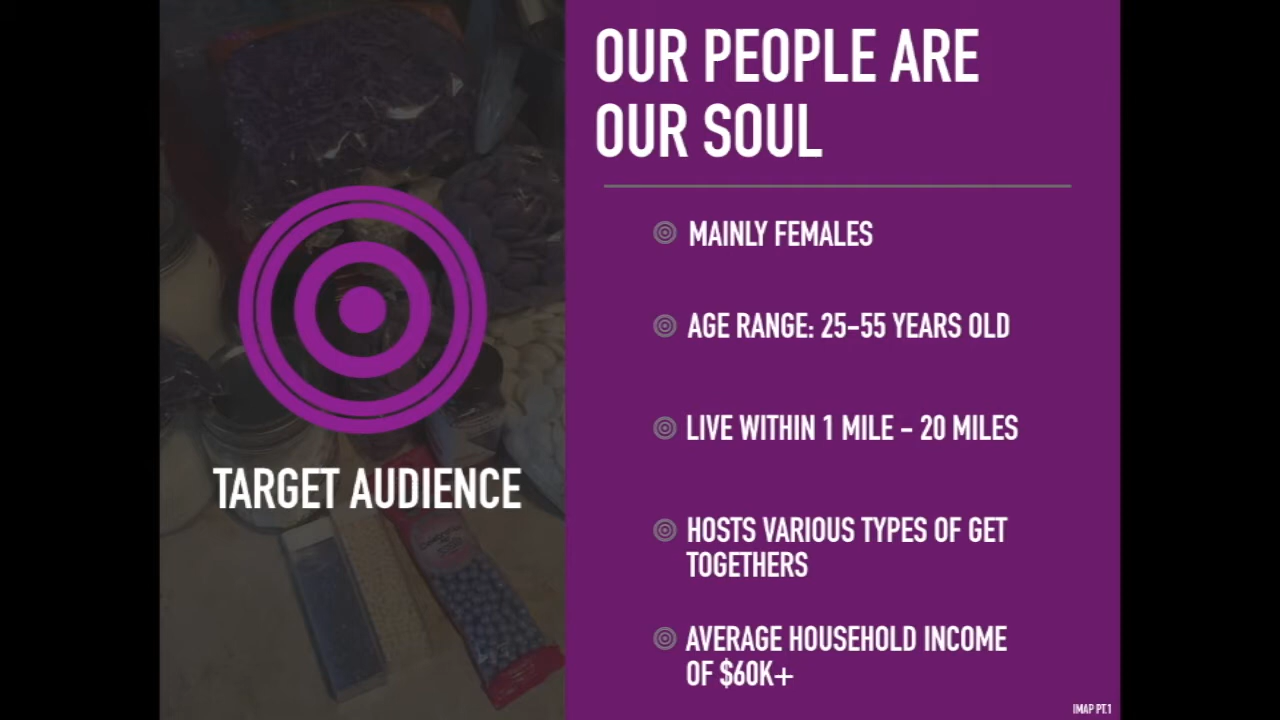 OUR PEOPLE ARE
OUR SOUL
TARGET AUDIENCE
MAINLY FEMALES
AGE RANGE: 25-55 YEARS OLD
LIVE WITHIN 1 MILE - 20 MILES
HOSTS VARIOUS TYPES OF GET
TOGETHERS
AVERAGE HOUSEHOLD INCOME
OF $60K+
IMAP PT.1